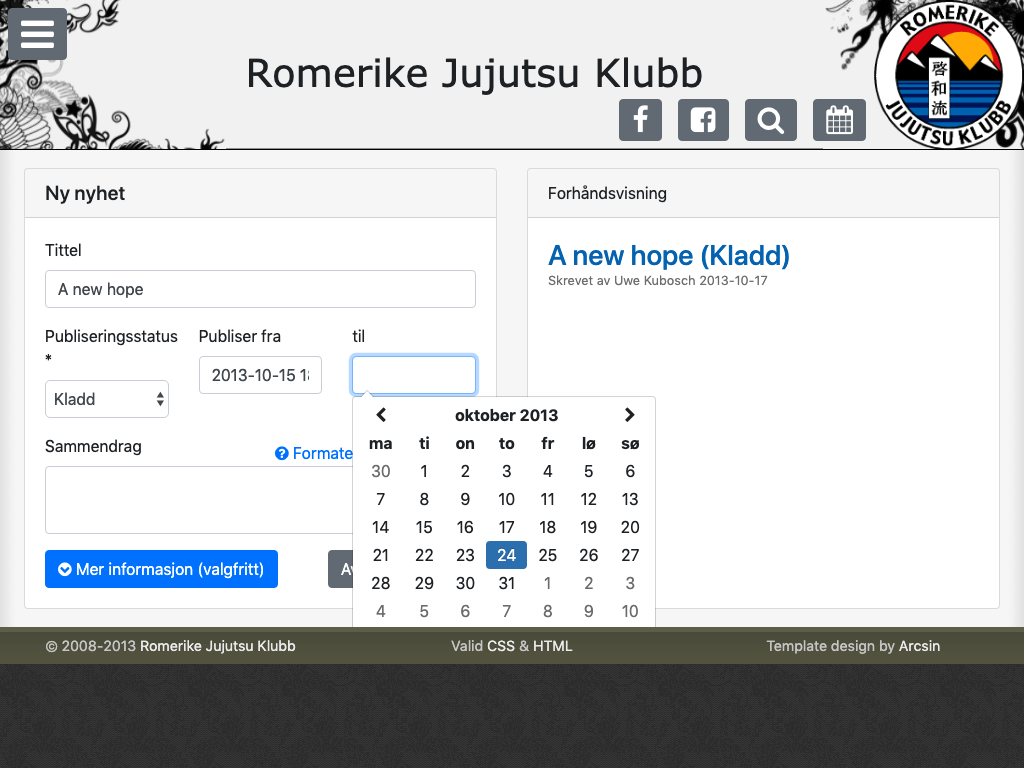 Romerike Jujutsu Klubb
ROMERIKE
啓和流
JUJUTSU KLUBB
Ny nyhet
Tittel
A new hope
Publiseringsstatus
*
Kladd
Publiser fra
2013-10-15 1
til
Sammendrag
Formate
Mer informasjon (valgfritt)
oktober 2013
ma ti on to fr lø sø
30 1 2 3 4 5 6
7 8 9 10 11 12 13
14 15 16 17 18 19 20
21 22 23 24 25 26 27
28 29 30 31 1 2 3
4 5 6 7 8 9 10
Forhåndsvisning
A new hope (Kladd)
Skrevet av Uwe Kubosch 2013-10-17
© 2008-2013 Romerike Jujutsu Klubb
Valid CSS & HTML
Template design by Arcsin